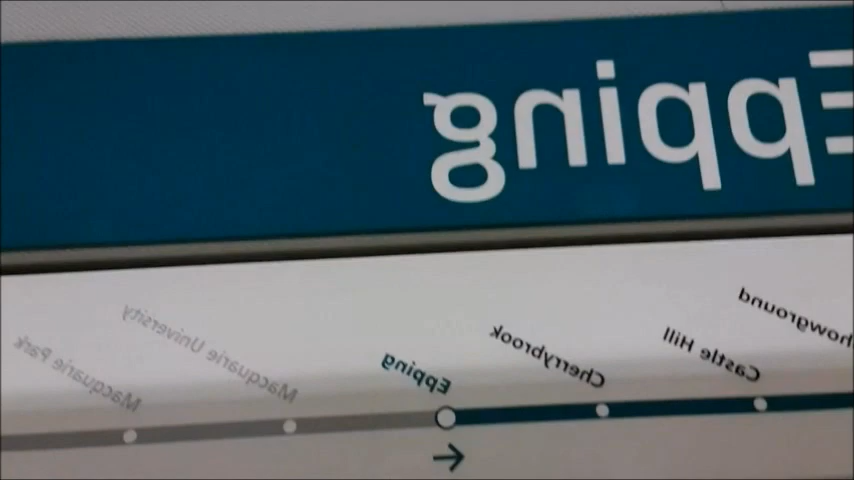 Epping
Showground
Castle Hill
Cherrybrook
Epping
Macquarie University
Macquarie Park